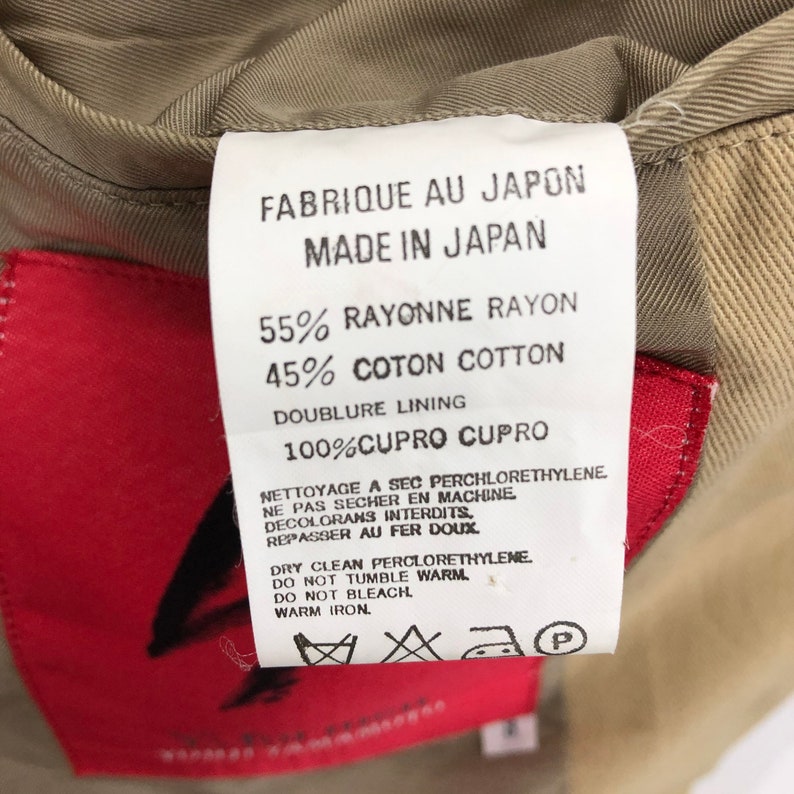 FABRIQUE AU JAPON
MADE IN JAPAN
55% RAYONNE RAYON
45% COTON COTTON
DOUBLURE LINING
100%CUPRO CUPRO
NETTOYAGE A SEC PERCHLORETHYLENE.
NE PAS SECHER EN MACHINE.
DECOLORANS INTERDITS.
REPASSER AU FER DOUX.
DRY CLEAN PERCLORETHYLENE.
DO NOT TUMBLE WARM.
DO NOT BLEACH.
WARM IRON.
P